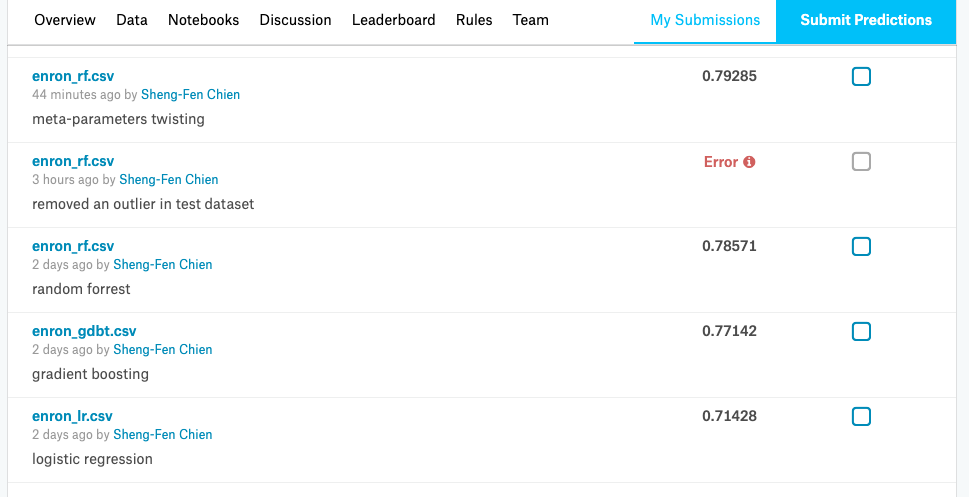 Overview Data Notebooks Discussion Leaderboard Rules Team My Submissions Submit Predictions
enron_rf.csv 0.79285
44 minutes ago by Sheng-Fen Chien
meta-parameters twisting
enron_rf.csv Error
3 hours ago by Sheng-Fen Chien
removed an outlier in test dataset
enron_rf.csv 0.78571
2 days ago by Sheng-Fen Chien
random forrest
enron_gdbt.csv 0.77142
2 days ago by Sheng-Fen Chien
gradient boosting
enron_lr.csv 0.71428
2 days ago by Sheng-Fen Chien
logistic regression